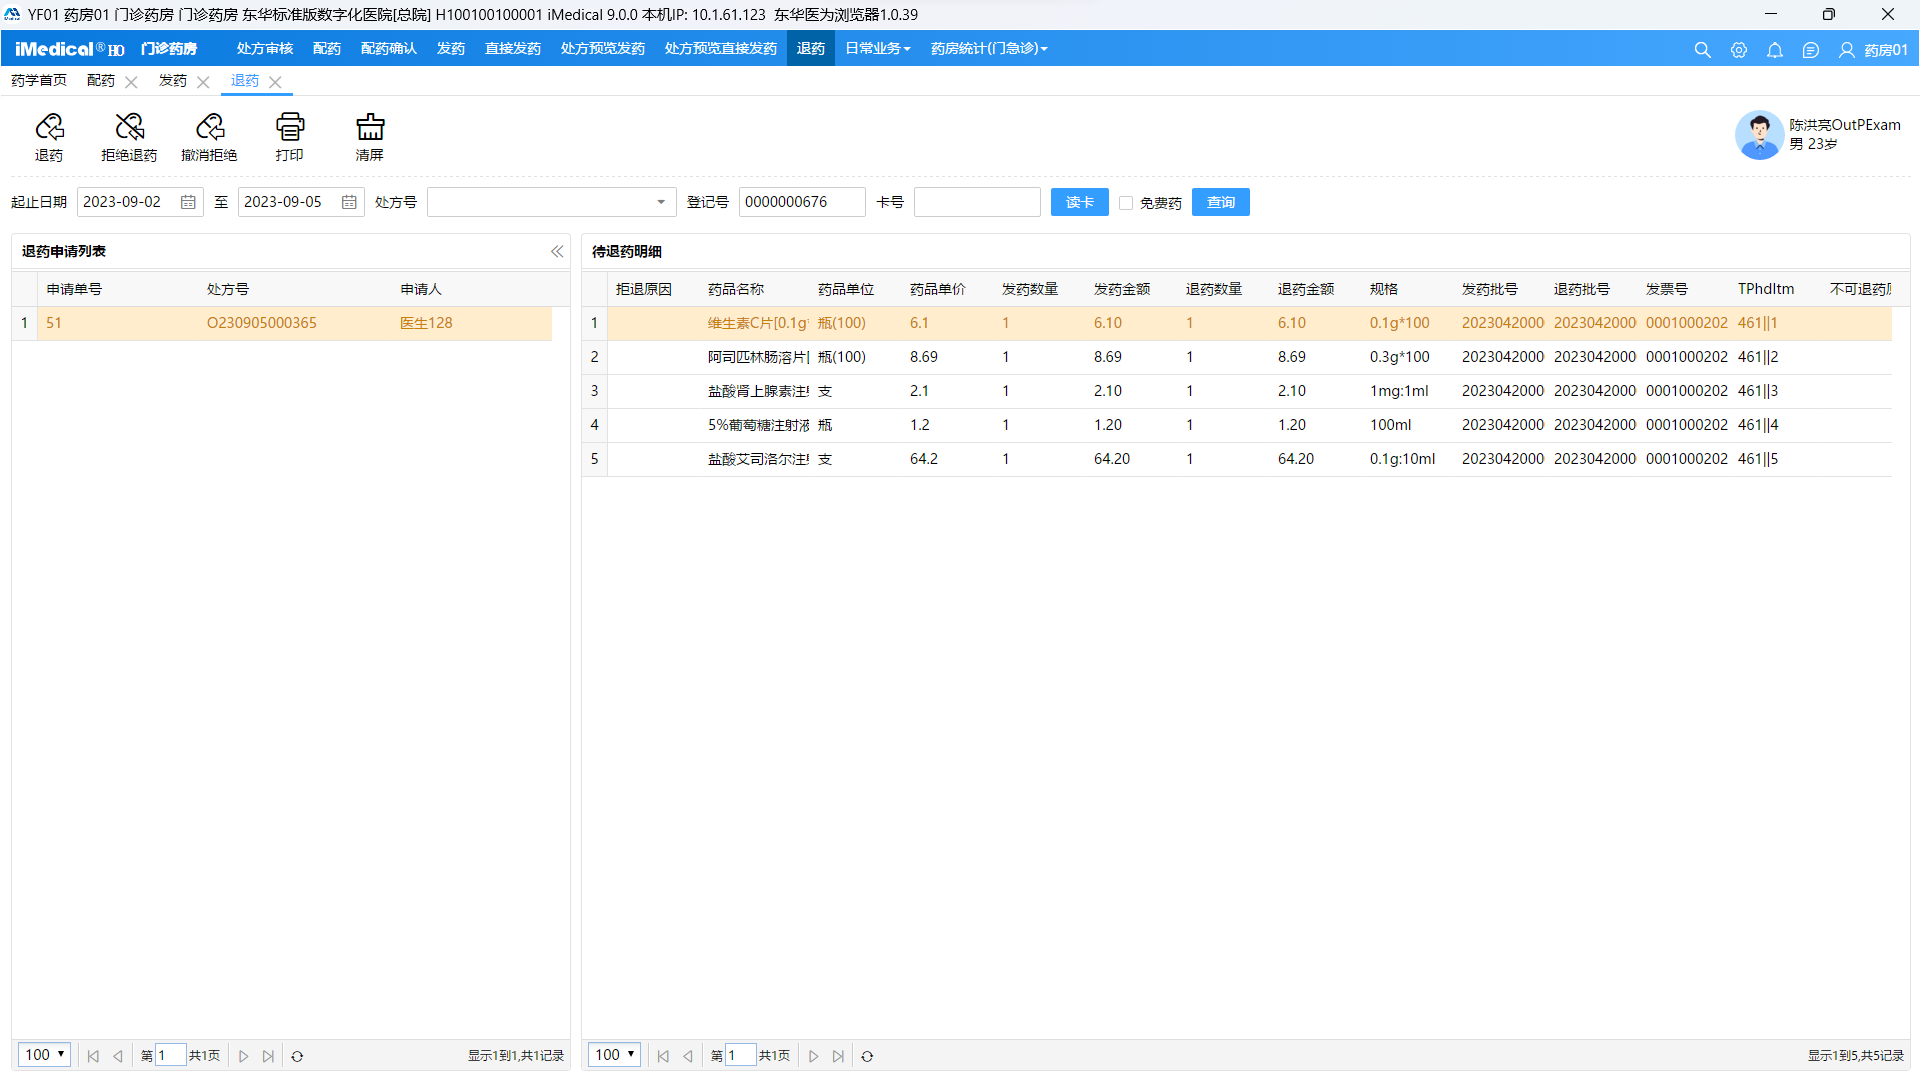 YF01 药房01 门诊药房 门诊药房 东华标准版数字化医院[总院] H100100100001 iMedical 9.0.0 本机IP: 10.1.61.123 东华医为浏览器1.0.39
iMedical® HO 门诊药房 处方审核 配药 配药确认 发药 直接发药 处方预览发药 处方预览直接发药 退药 日常业务 药房统计(门急诊) 药房01
药学首页 配药 发药 退药
退药 拒绝退药 撤消拒绝 打印 清屏
陈洪亮OutPExam
男 23岁
起止日期 2023-09-02 至 2023-09-05 处方号 登记号 0000000676 卡号 读卡 免费药 查询
退药申请列表
申请单号 处方号 申请人
1 51 O230905000365 医生128
100 第 1 共1页 显示1到1,共1记录
待退药明细
拒退原因 药品名称 药品单位 药品单价 发药数量 发药金额 退药数量 退药金额 规格 发药批号 退药批号 发票号 TPhdItm 不可退药
1 维生素C片[0.1g 瓶(100) 6.1 1 6.10 1 6.10 0.1g*100 2023042000 2023042000 0001000202 461||1
2 阿司匹林肠溶片[ 瓶(100) 8.69 1 8.69 1 8.69 0.3g*100 2023042000 2023042000 0001000202 461||2
3 盐酸肾上腺素注 支 2.1 1 2.10 1 2.10 1mg:1ml 2023042000 2023042000 0001000202 461||3
4 5%葡萄糖注射液 瓶 1.2 1 1.20 1 1.20 100ml 2023042000 2023042000 0001000202 461||4
5 盐酸艾司洛尔注 支 64.2 1 64.20 1 64.20 0.1g:10ml 2023042000 2023042000 0001000202 461||5
100 第 1 共1页 显示1到5,共5记录